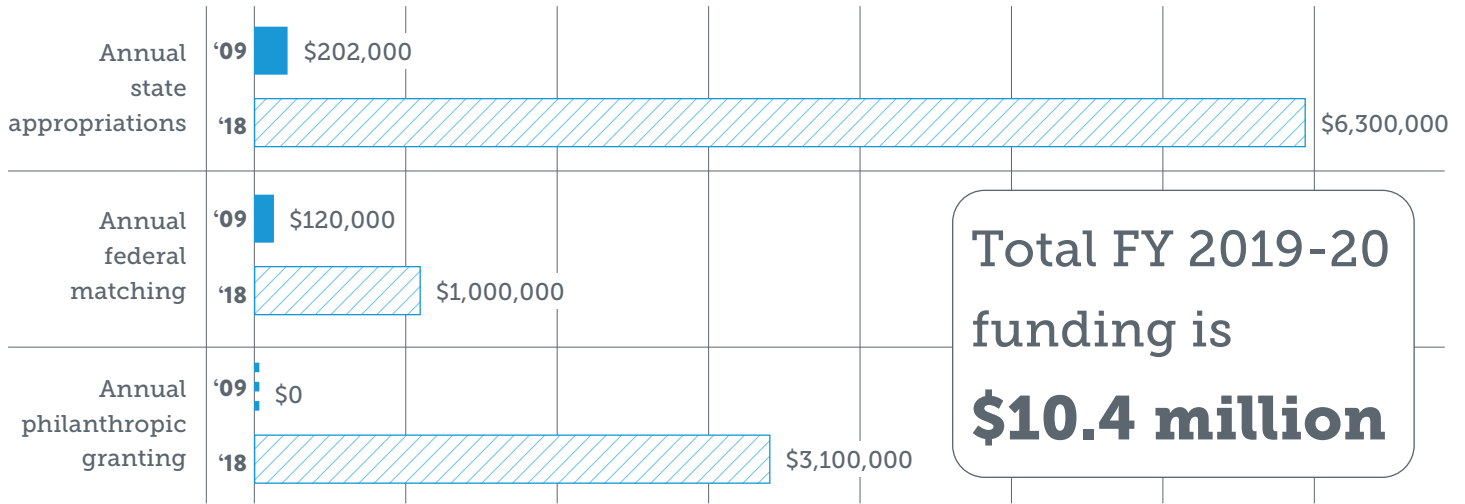 Annual
state
appropriations
‘09
$202,000
‘18
$6,300,000
Annual
federal
matching
‘09
$120,000
‘18
$1,000,000
Annual
philanthropic
granting
‘09
$0
‘18
$3,100,000
Total FY 2019-20
funding is
$10.4 million